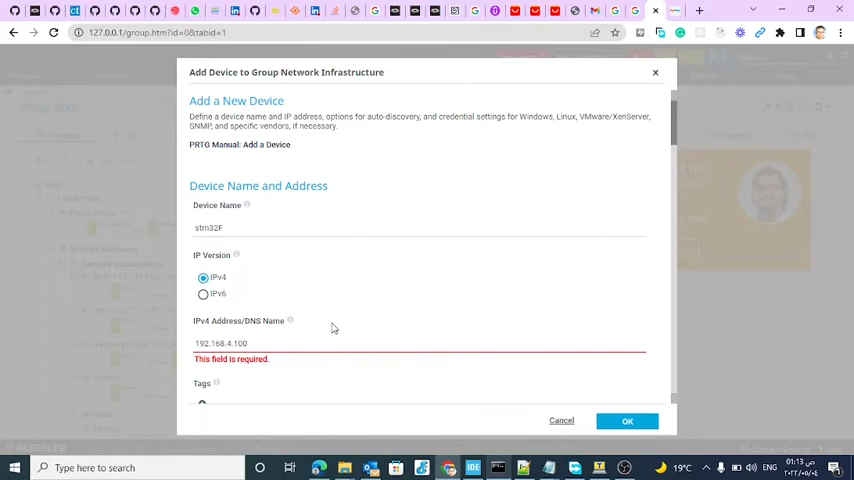 127.0.0.1/group.htm?id=0&tabid=1
Add Device to Group Network Infrastructure
Add a New Device
Define a device name and IP address, options for auto-discovery, and credential settings for Windows, Linux, VMware/XenServer,
SNMP, and specific vendors, if necessary.
PRTG Manual: Add a Device
Device Name and Address
Device Name
stm32F
IP Version
IPv4
IPv6
IPv4 Address/DNS Name
192.168.4.100
This field is required.
Tags
Cancel
OK
PAESSLER
Type here to search
IDE
19°C
ENG
01:13 ص